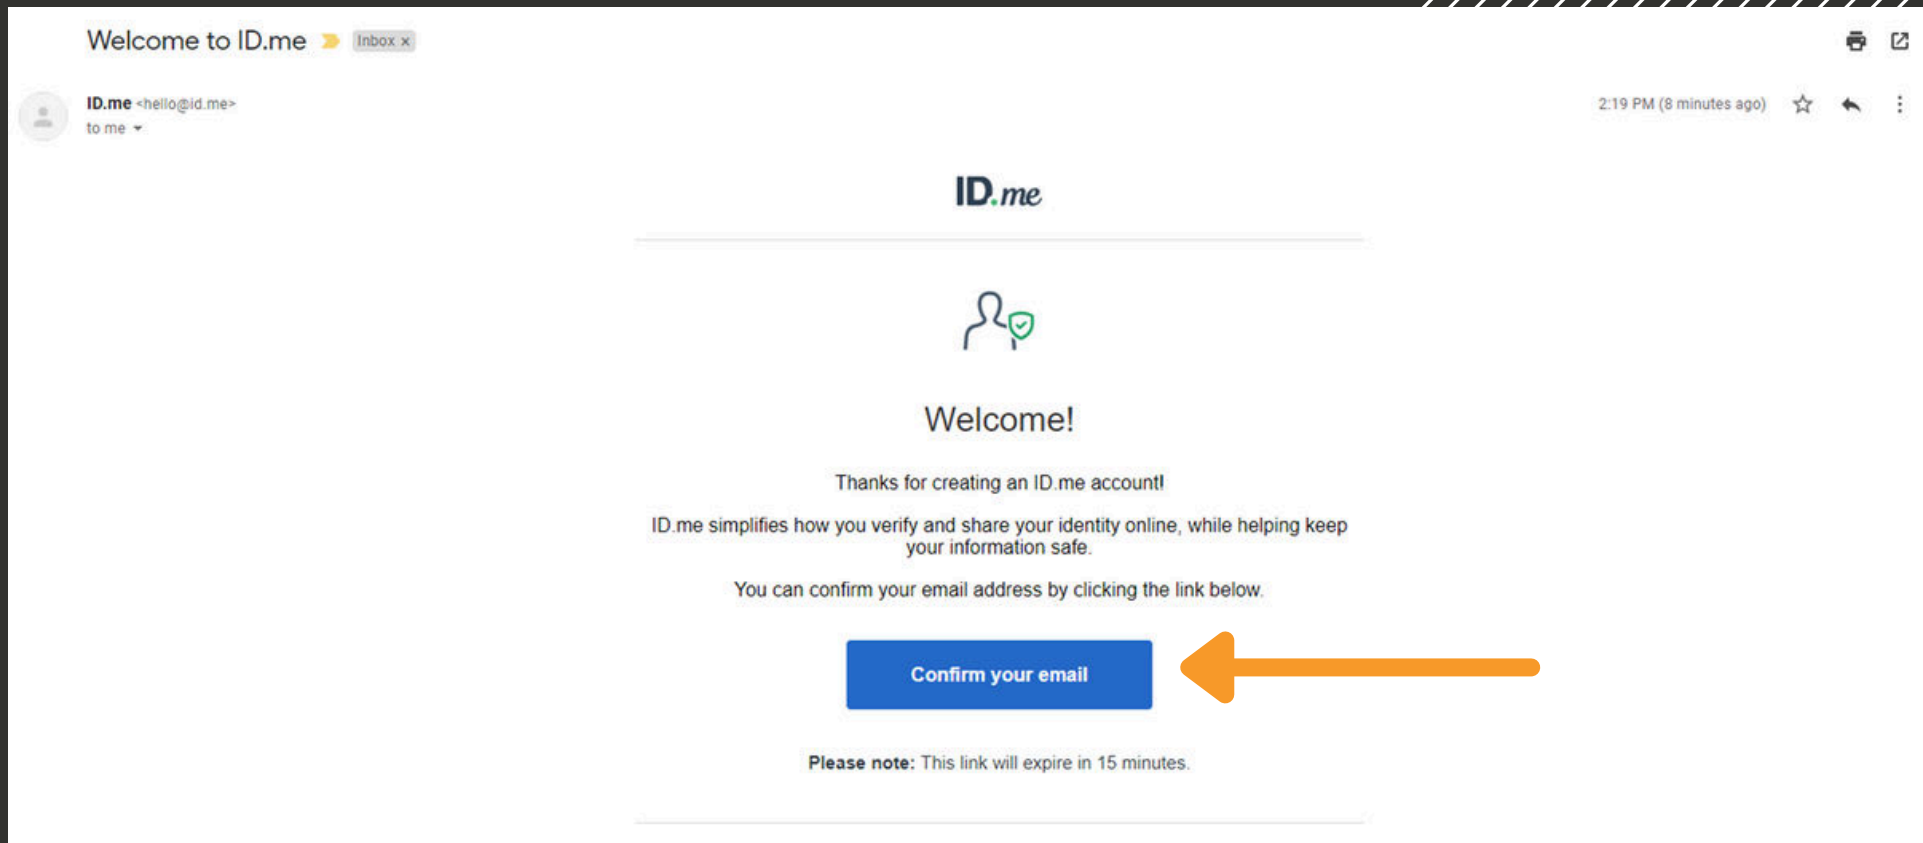 Welcome to ID.me Inbox x
ID.me <hello@id.me> 2:19 PM (8 minutes ago)
to me
ID.me
Welcome!
Thanks for creating an ID.me account!
ID.me simplifies how you verify and share your identity online, while helping keep
your information safe.
You can confirm your email address by clicking the link below.
Confirm your email
Please note: This link will expire in 15 minutes.